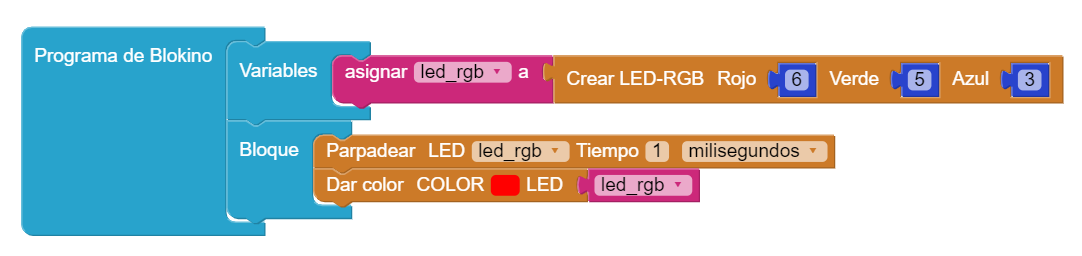 Programa de Blokino
Variables asignar led_rgb a Crear LED-RGB Rojo 6 Verde 5 Azul 3
Bloque Parpadear LED led_rgb Tiempo 1 milisegundos
Dar color COLOR LED led_rgb